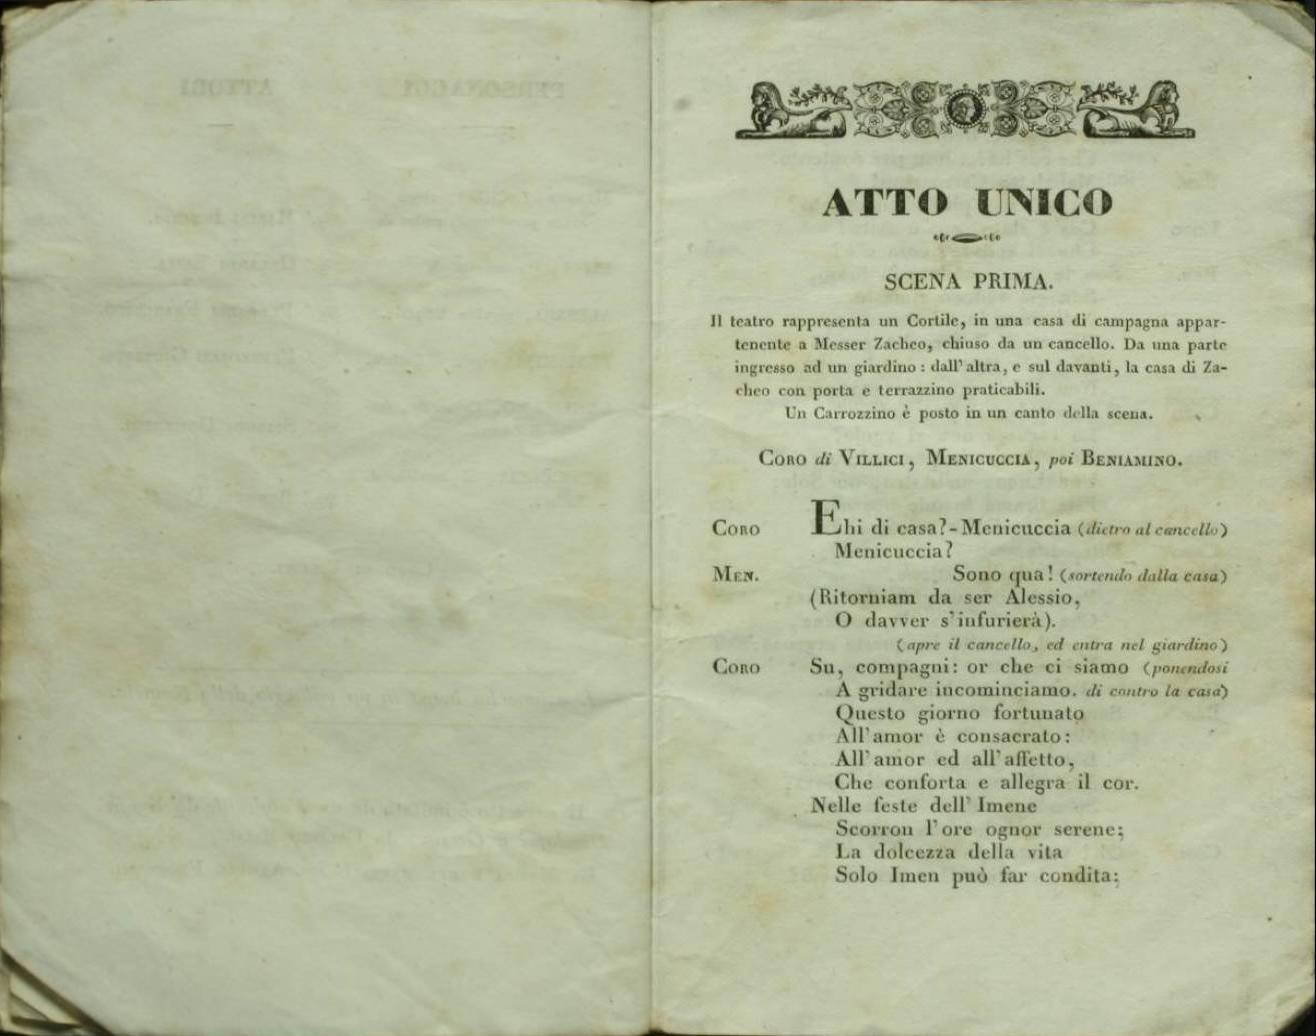 ATTO UNICO
SCENA PRIMA.
Il teatro rappresenta un Cortile, in una casa di campagna appar-
tenente a Messer Zacheo, chiuso da un cancello. Da una parte
ingresso ad un giardino: dall'altra, e sul davanti, la casa di Za-
cheo con porta e terrazzino praticabili.
Un Carrozzino è posto in un canto della scena.
CORO di VILLICI, MENICUCCIA, poi BENIAMINO.
CORO Ehi di casa?-Menicuccia (dietro al cancello)
Menicuccia?
MEN. Sono qua! (sortendo dalla casa)
(Ritorniam da ser Alessio,
O davver s'infurierà).
(apre il cancello, ed entra nel giardino)
CORO Su, compagni: or che ci siamo (ponendosi
A gridare incominciamo. di contro la casa)
Questo giorno fortunato
All'amor è consacrato:
All'amor ed all'affetto,
Che conforta e allegra il cor.
Nelle feste dell'Imene
Scorron l'ore ognor serene;
La dolcezza della vita
Solo Imen può far condita;